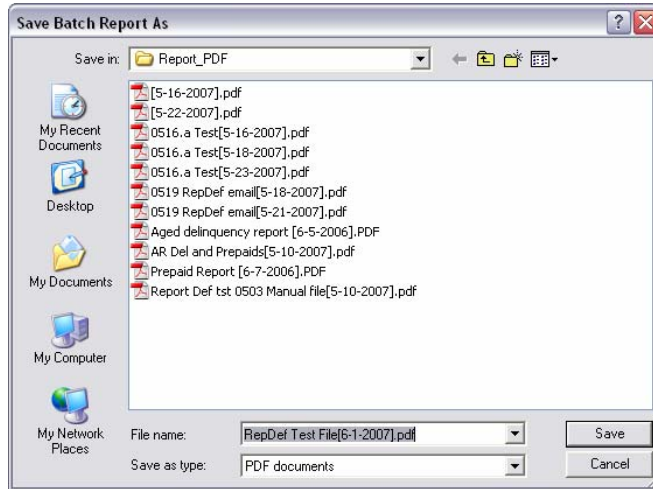 Save Batch Report As
Save in: Report_PDF
My Recent
Documents
Desktop
My Documents
My Computer
My Network
Places
[5-16-2007].pdf
[5-22-2007].pdf
0516.a Test[5-16-2007].pdf
0516.a Test[5-18-2007].pdf
0516.a Test[5-23-2007].pdf
0519 RepDef email[5-18-2007].pdf
0519 RepDef email[5-21-2007].pdf
Aged delinquency report [6-5-2006].PDF
AR Del and Prepaids[5-10-2007].pdf
Prepaid Report [6-7-2006].PDF
Report Def tst 0503 Manual file[5-10-2007].pdf
File name: RepDef Test File[6-1-2007].pdf Save
Save as type: PDF documents Cancel